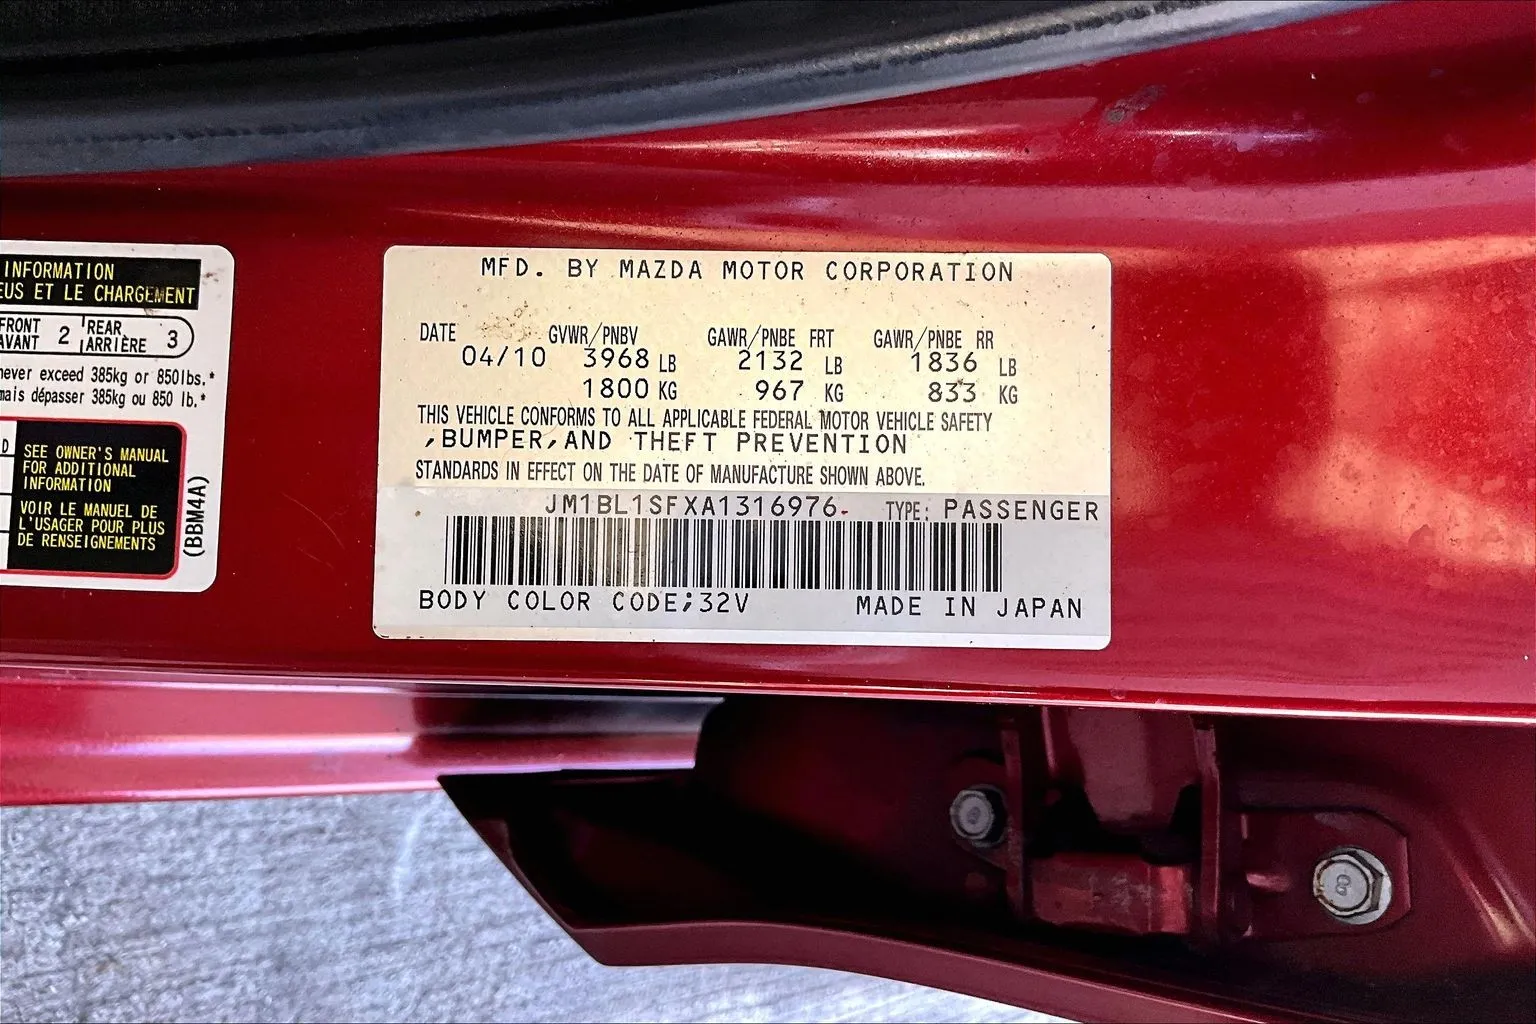 INFORMATION
EUS ET LE CHARGEMENT
FRONT
AVANT 2 REAR
ARRIÈRE 3
never exceed 385kg or 850lbs.*
mais dépasser 385kg ou 850 lb.*
D
SEE OWNER'S MANUAL
FOR ADDITIONAL
INFORMATION
VOIR LE MANUEL DE
L'USAGER POUR PLUS
DE RENSEIGNEMENTS
(BBM4A)
MFD. BY MAZDA MOTOR CORPORATION
DATE GVWR/PNBV GAWR/PNBE FRT GAWR/PNBE RR
04/10 3968 LB 2132 LB 1836 LB
1800 KG 967 KG 833 KG
THIS VEHICLE CONFORMS TO ALL APPLICABLE FEDERAL MOTOR VEHICLE SAFETY
,BUMPER,AND THEFT PREVENTION
STANDARDS IN EFFECT ON THE DATE OF MANUFACTURE SHOWN ABOVE.
JM1BL1SFXA1316976 TYPE: PASSENGER
BODY COLOR CODE;32V MADE IN JAPAN